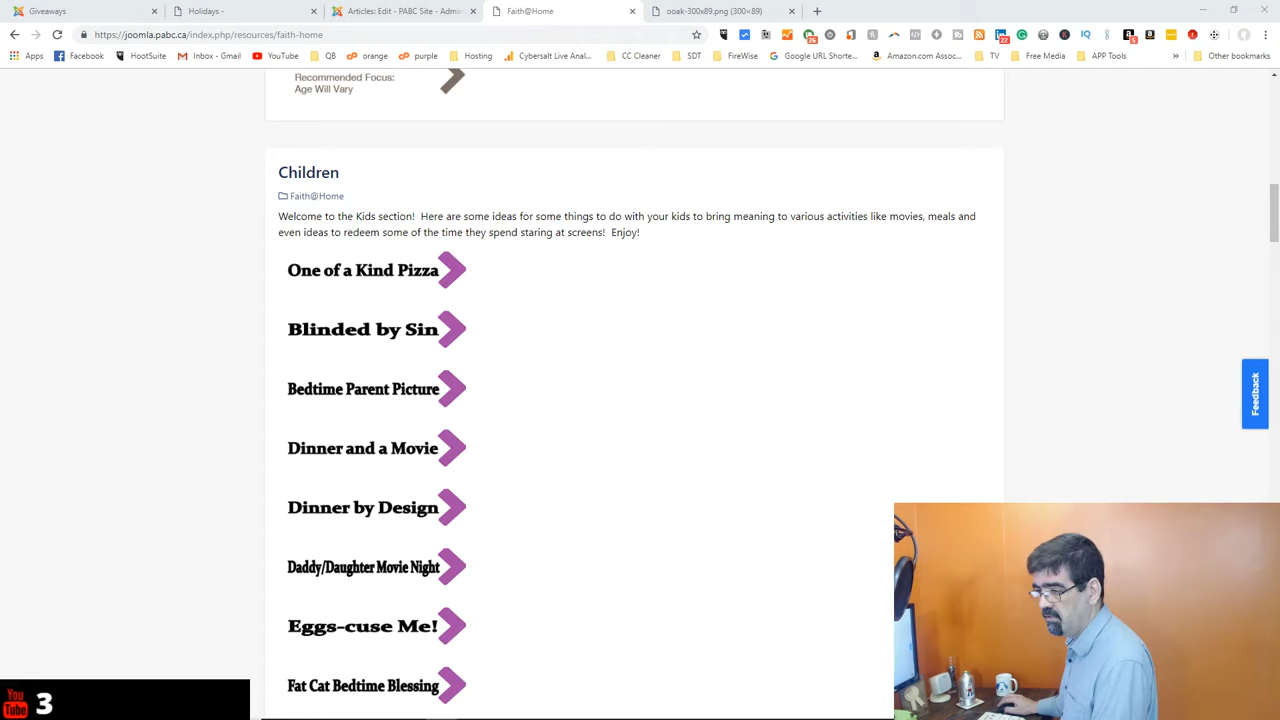 Giveaways
Holidays -
Articles: Edit - PABC Site - Admin
Faith@Home
ooak-300x89.png (300×89)
https://joomla.pabc.ca/index.php/resources/faith-home
Apps
Facebook
HootSuite
Inbox - Gmail
YouTube
QB
orange
purple
Hosting
Cybersalt Live Anal...
CC Cleaner
SDT
FireWise
Google URL Shorte...
Amazon.com Assoc...
TV
Free Media
APP Tools
»
Other bookmarks
Recommended Focus:
Age Will Vary
Children
Faith@Home
Welcome to the Kids section! Here are some ideas for some things to do with your kids to bring meaning to various activities like movies, meals and
even ideas to redeem some of the time they spend staring at screens! Enjoy!
One of a Kind Pizza
Blinded by Sin
Bedtime Parent Picture
Dinner and a Movie
Dinner by Design
Daddy/Daughter Movie Night
Eggs-cuse Me!
Fat Cat Bedtime Blessing
Feedback
You
Tube
3